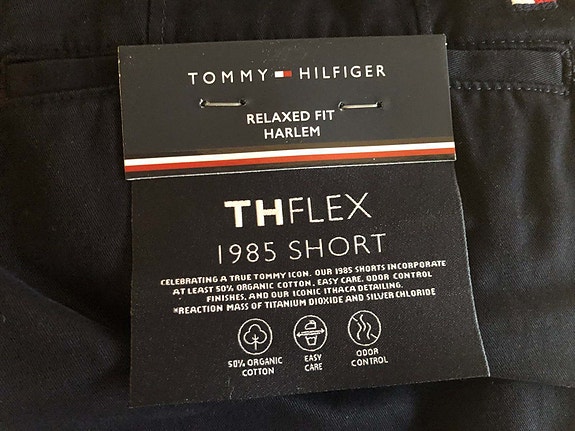 TOMMY HILFIGER
RELAXED FIT
HARLEM
THFLEX
1985 SHORT
CELEBRATING A TRUE TOMMY ICON. OUR 1985 SHORTS INCORPORATE
AT LEAST 50% ORGANIC COTTON, EASY CARE. ODOR CONTROL
FINISHES, AND OUR ICONIC ITHACA DETAILING.
*REACTION MASS OF TITANIUM DIOXIDE AND SILVER CHLORIDE
50% ORGANIC
COTTON
EASY
CARE
ODOR
CONTROL